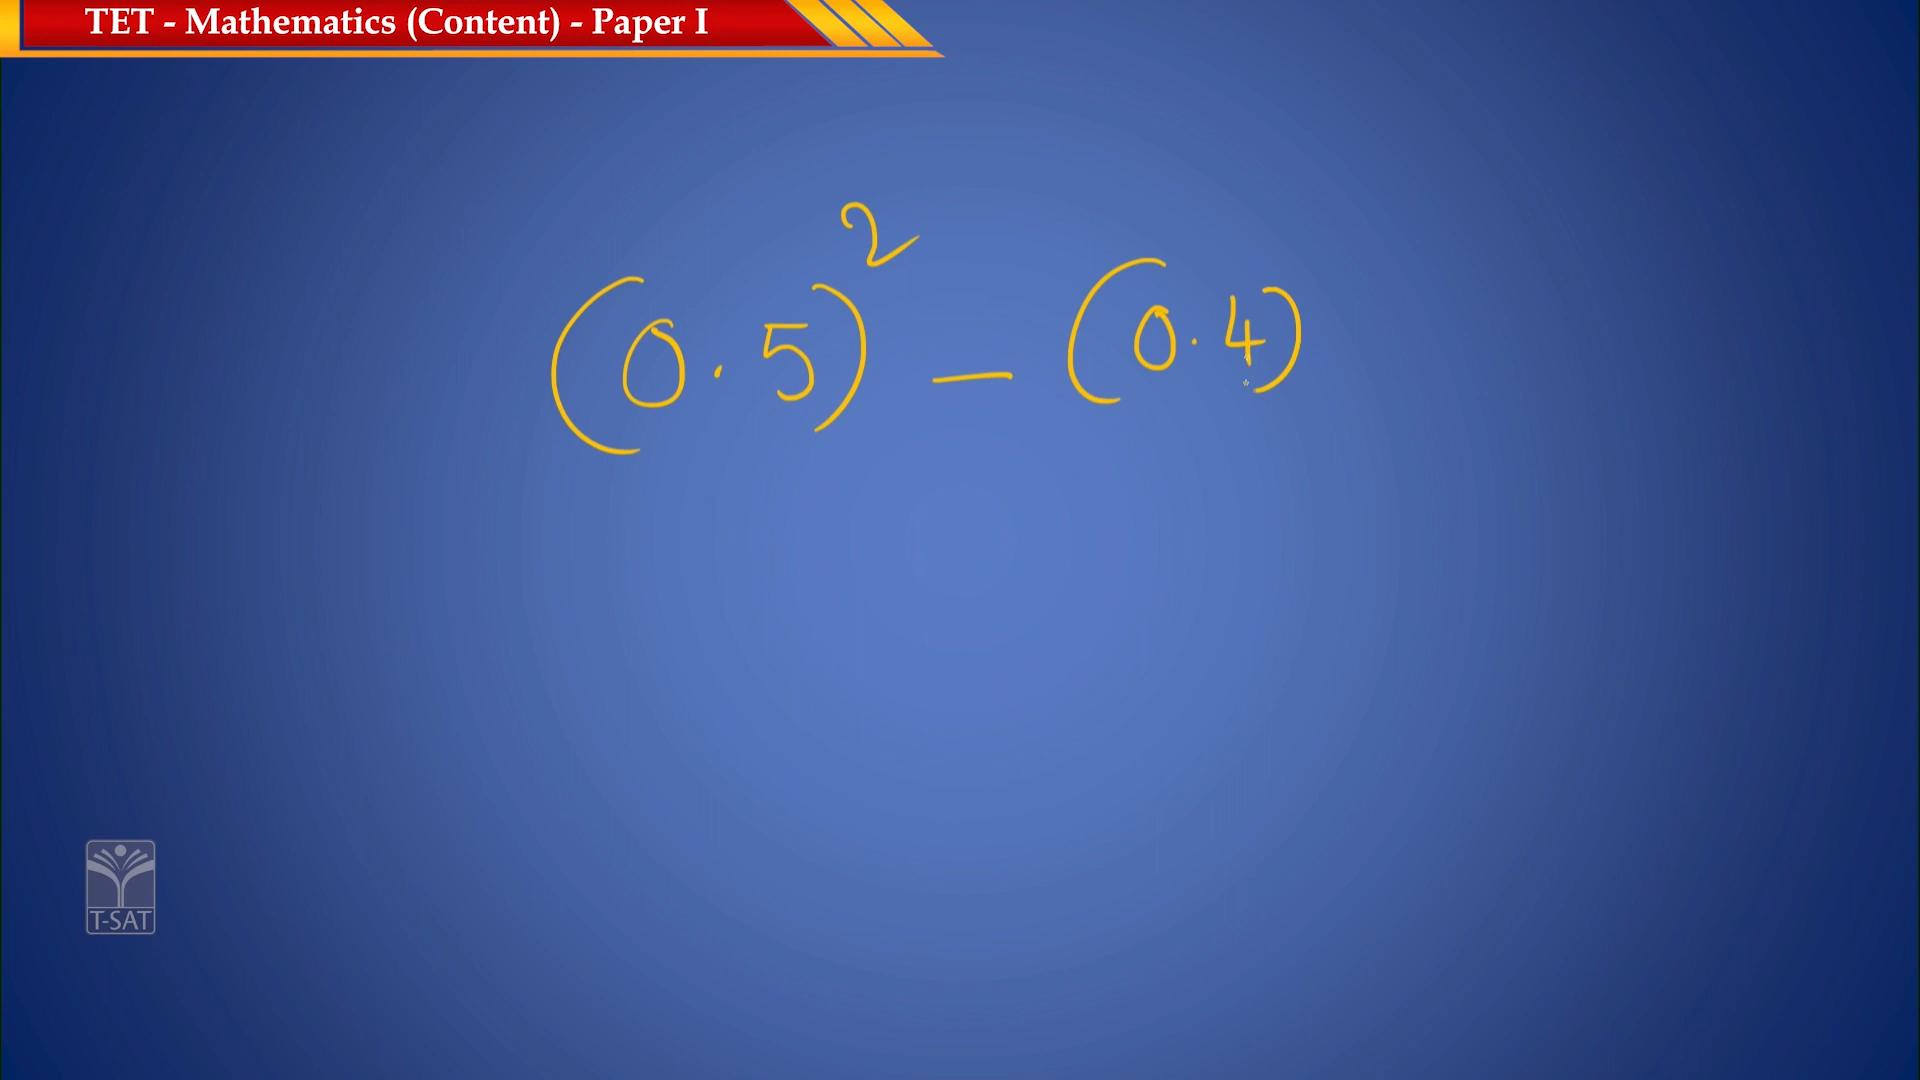 TET - Mathematics (Content) - Paper I
(0.5)² - (0.4)
T-SAT